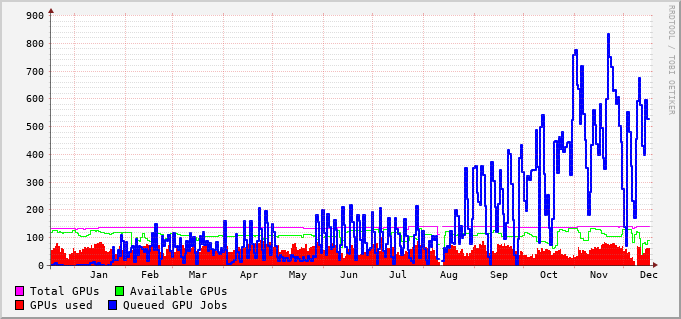 900
800
700
600
500
400
300
200
100
0
Jan Feb Mar Apr May Jun Jul Aug Sep Oct Nov Dec
Total GPUs Available GPUs
GPUs used Queued GPU Jobs
RRDTOOL / TOBI OETIKER